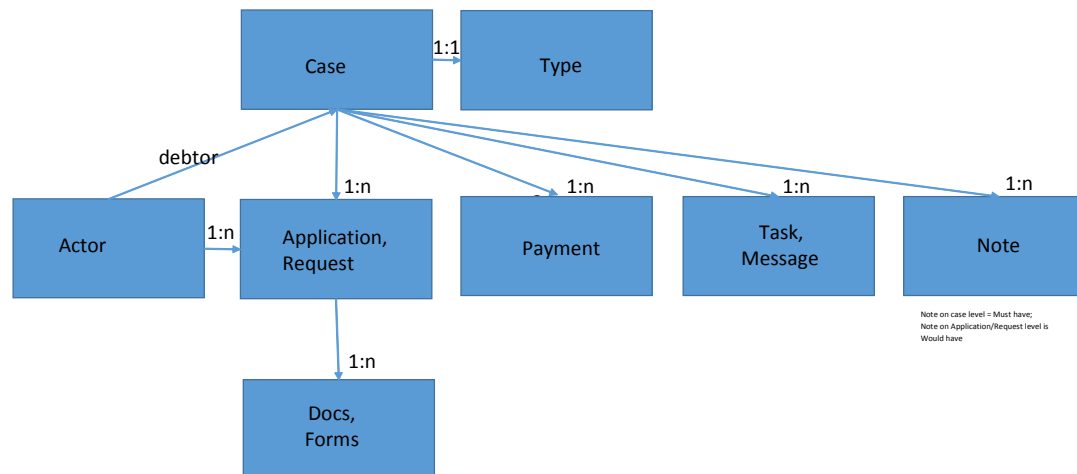 Case
1:1
Type
debtor
1:n
1:n
1:n
1:n
Actor
1:n
Application,
Request
Payment
Task,
Message
Note
Note on case level = Must have;
Note on Application/Request level is
Would have
1:n
Docs,
Forms